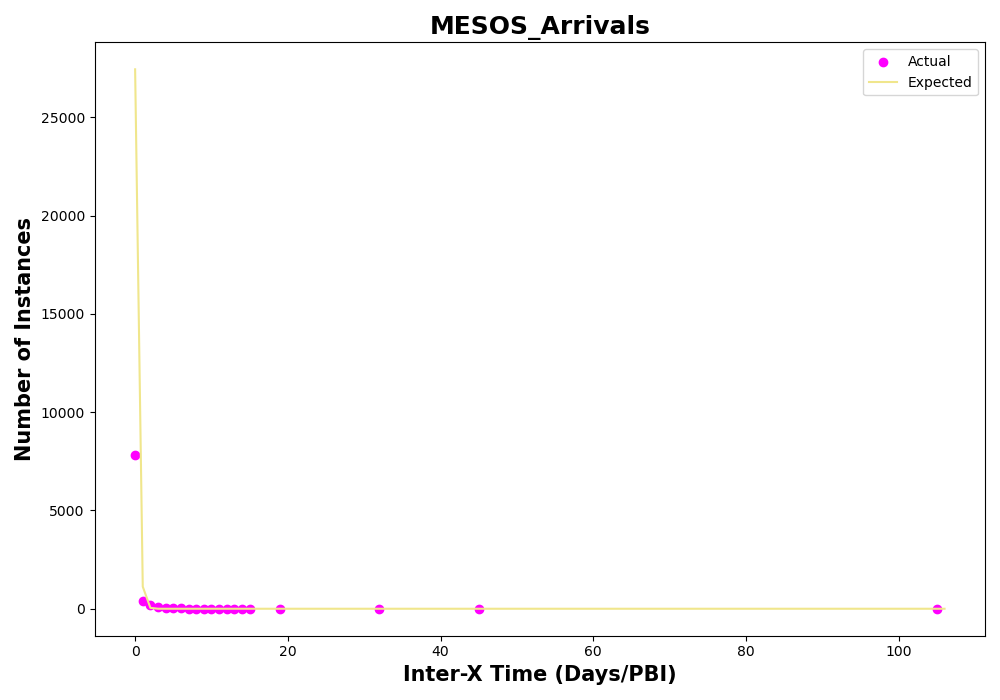 MESOS_Arrivals
Actual
Expected
Number of Instances
25000
20000
15000
10000
5000
0
0
20
40
60
80
100
Inter-X Time (Days/PBI)